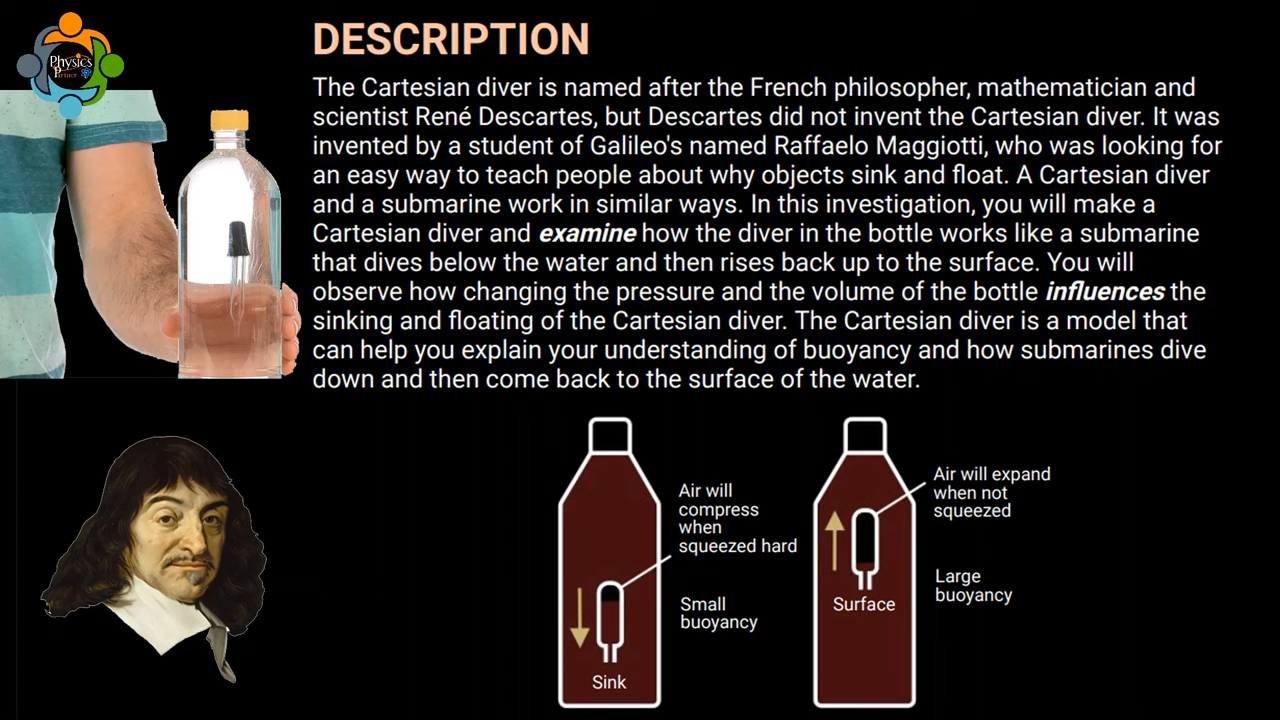 Physics
Partner
DESCRIPTION
The Cartesian diver is named after the French philosopher, mathematician and
scientist René Descartes, but Descartes did not invent the Cartesian diver. It was
invented by a student of Galileo's named Raffaelo Maggiotti, who was looking for
an easy way to teach people about why objects sink and float. A Cartesian diver
and a submarine work in similar ways. In this investigation, you will make a
Cartesian diver and examine how the diver in the bottle works like a submarine
that dives below the water and then rises back up to the surface. You will
observe how changing the pressure and the volume of the bottle influences the
sinking and floating of the Cartesian diver. The Cartesian diver is a model that
can help you explain your understanding of buoyancy and how submarines dive
down and then come back to the surface of the water.
Air will
compress
when
squeezed hard
Small
buoyancy
Sink
Air will expand
when not
squeezed
Large
buoyancy
Surface